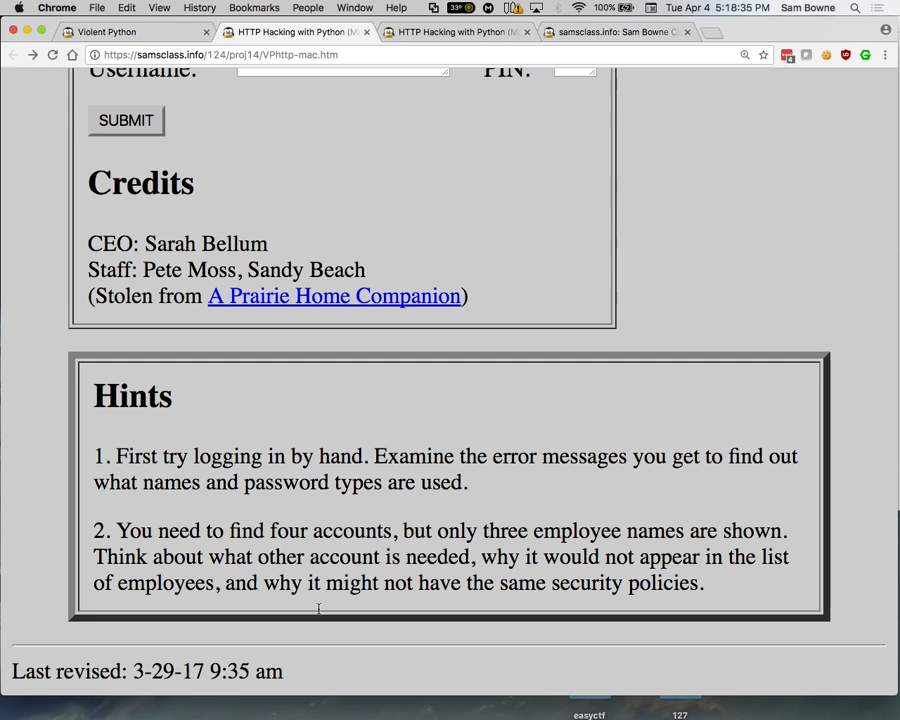 Chrome File Edit View History Bookmarks People Window Help 33° 100% Tue Apr 4 5:18:35 PM Sam Bowne
Violent Python × HTTP Hacking with Python (M × HTTP Hacking with Python (M × samsclass.info: Sam Bowne C ×
https://samsclass.info/124/proj14/VPhttp-mac.htm
4
Username: PIN:
SUBMIT
Credits
CEO: Sarah Bellum
Staff: Pete Moss, Sandy Beach
(Stolen from A Prairie Home Companion)
Hints
1. First try logging in by hand. Examine the error messages you get to find out
what names and password types are used.
2. You need to find four accounts, but only three employee names are shown.
Think about what other account is needed, why it would not appear in the list
of employees, and why it might not have the same security policies.
Last revised: 3-29-17 9:35 am
easyctf 127